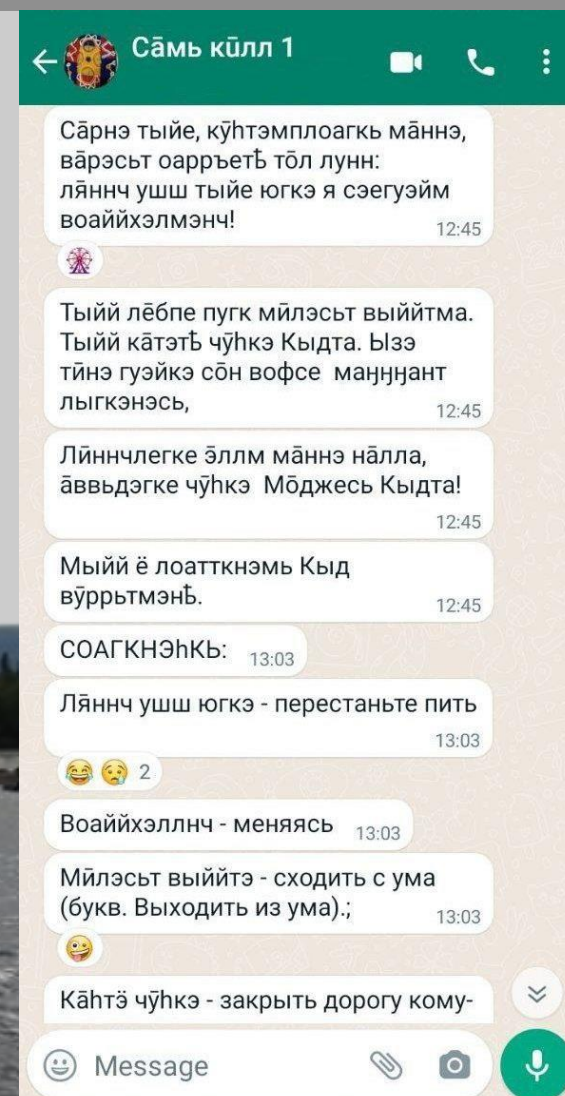 Са̄мь кӣлл 1
Са̄рнэ тыйе, кӯһтэмплоагкь ма̄ннэ,
ва̄рэсьт оарръетҍ то̄л лунн:
ля̄ннч ушш тыйе югкэ я сэегуэйм
воаййхэлмэнч!
12:45
Тыйй ле̄бпе пугк мӣлэсьт выййтма.
Тыйй ка̄тэтҍ чӯһкэ Кыдта. Ызэ
тӣнэ гуэйкэ со̄н вофсе маӈӈант
лыгкэнэсь,
12:45
Лӣннчлегке э̄ллм ма̄ннэ на̄лла,
а̄ввьдэгке чӯһкэ Мо̄джесь Кыдта!
12:45
Мыйй ё лоатткнэмь Кыд
вӯррьтмэнҍ.
12:45
СОАГКНЭһКЬ:
13:03
Ля̄ннч ушш югкэ - перестаньте пить
13:03
2
Воаййхэллнч - меняясь
13:03
Мӣлэсьт выййтэ - сходить с ума
(букв. Выходить из ума).;
13:03
Ка̄һтӭ чӯһкэ - закрыть дорогу кому-
Message